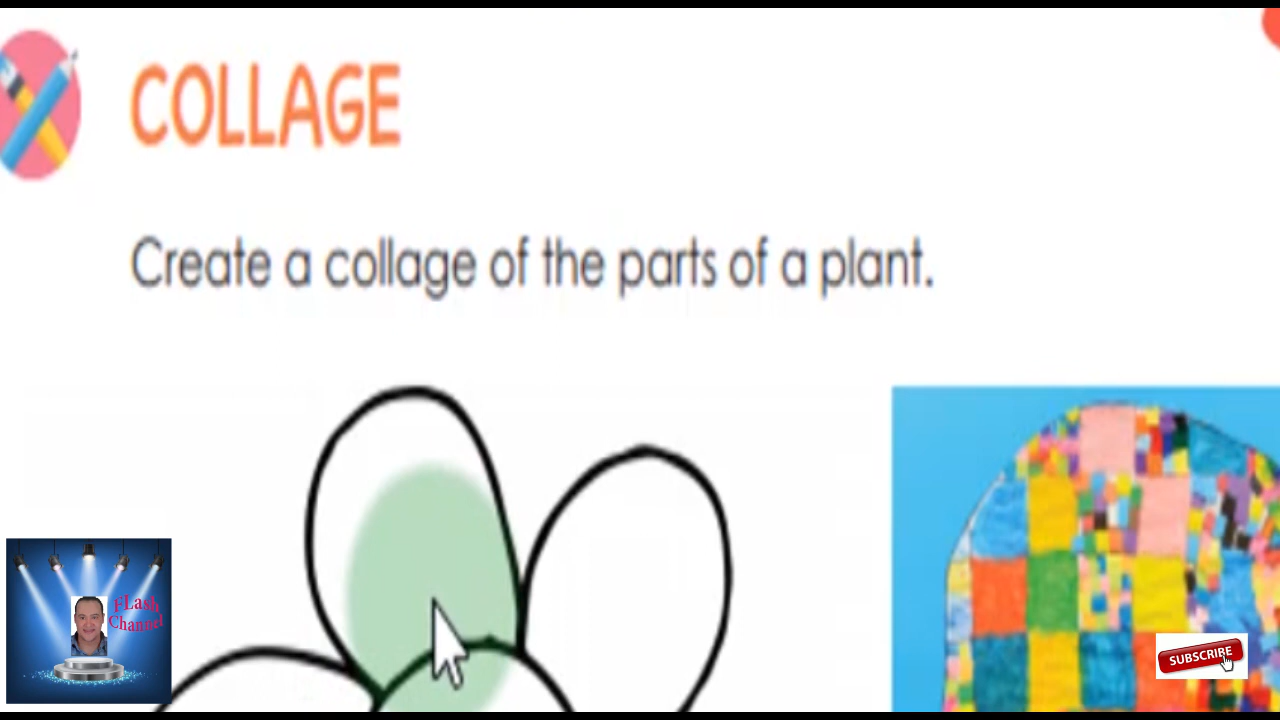 COLLAGE
Create a collage of the parts of a plant.
FLash
Channel
SUBSCRIBE